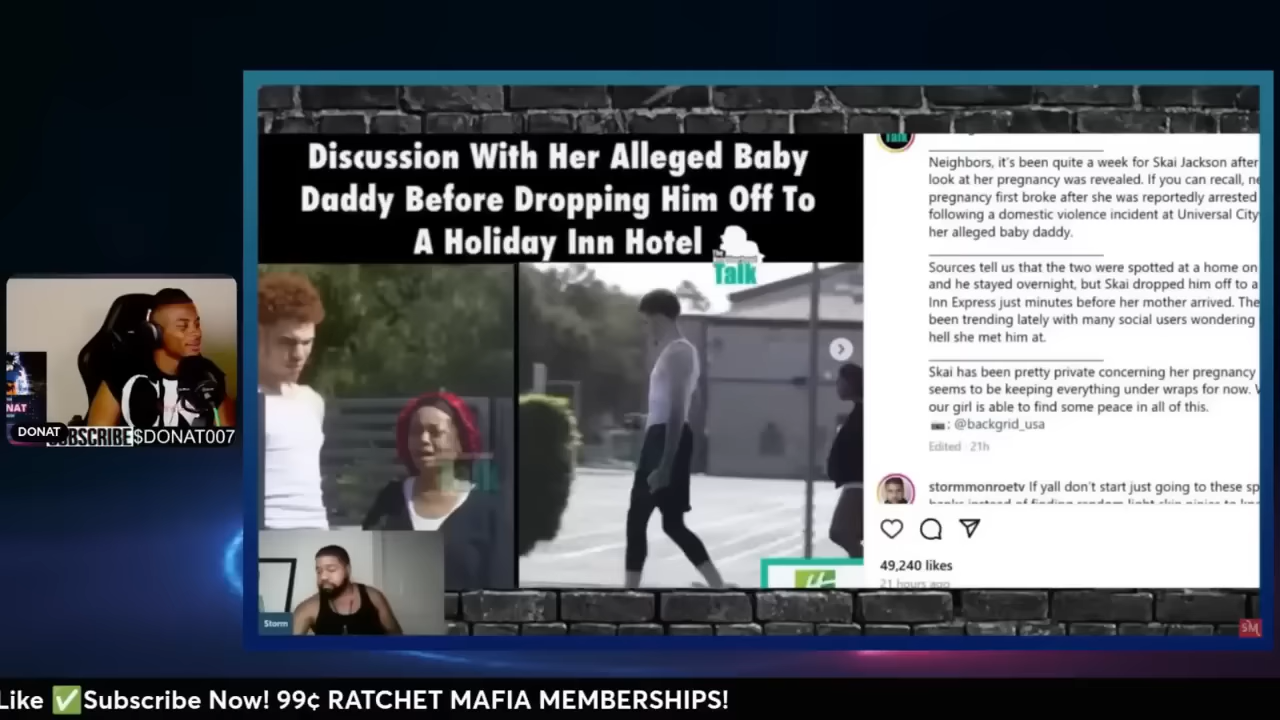 Discussion With Her Alleged Baby
Daddy Before Dropping Him Off To
A Holiday Inn Hotel
The
Talk
Talk
Neighbors, it's been quite a week for Skai Jackson after
look at her pregnancy was revealed. If you can recall, ne
pregnancy first broke after she was reportedly arrested
following a domestic violence incident at Universal City
her alleged baby daddy.
Sources tell us that the two were spotted at a home on
and he stayed overnight, but Skai dropped him off to a
Inn Express just minutes before her mother arrived. The
been trending lately with many social users wondering
hell she met him at.
Skai has been pretty private concerning her pregnancy
seems to be keeping everything under wraps for now. W
our girl is able to find some peace in all of this.
: @backgrid_usa
Edited 21h
stormmonroetv If yall don't start just going to these sp
49,240 likes
21 hours ago
NAT
DONAT
SUBSCRIBE $DONAT007
Storm
SM
Like ✅Subscribe Now! 99¢ RATCHET MAFIA MEMBERSHIPS!